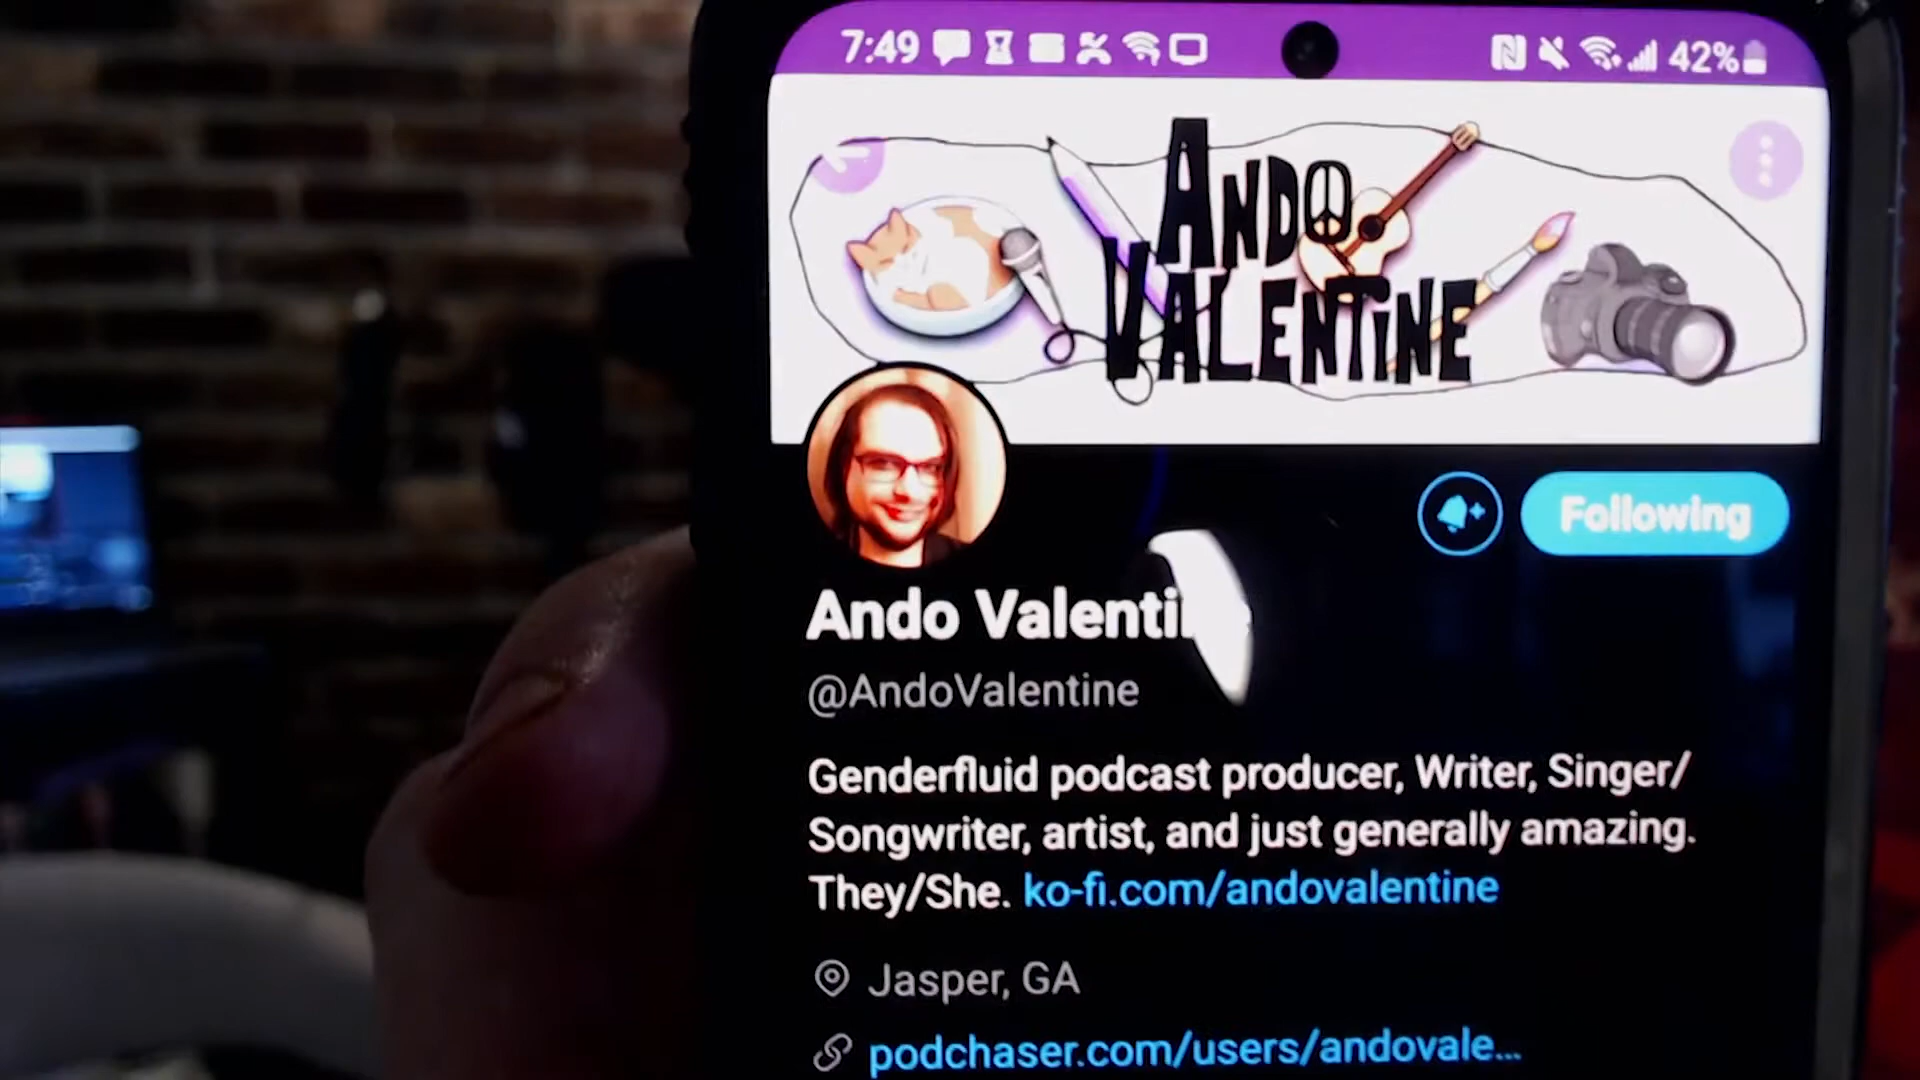 7:49
42%
ANDO
VALENTINE
Following
Ando
@AndoValentine
Genderfluid podcast producer, Writer, Singer/
Songwriter, artist, and just generally amazing.
They/She. ko-fi.com/andovalentine
Jasper, GA
podchaser.com/users/andovale...